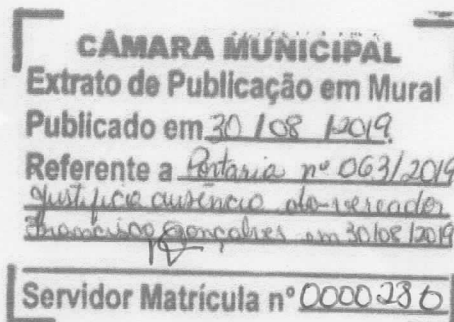 CÂMARA MUNICIPAL
Extrato de Publicação em Mural
Publicado em 30/08/2019
Referente a Portaria nº 063/2019
Justifica ausência do vereador
Francisco Gonçalves em 30/08/2019
Servidor Matrícula nº 0000230